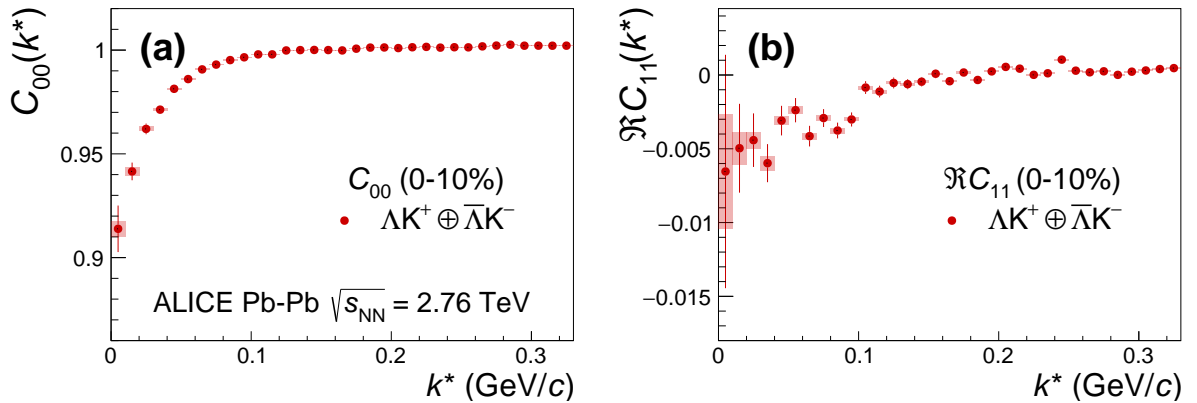 C₀₀(k*)
(a)
1
0.95
0.9
C₀₀ (0-10%)
ΛK⁺ ⊕ Λ̅K⁻
ALICE Pb-Pb √s_NN = 2.76 TeV
0 0.1 0.2 0.3
k* (GeV/c)
ℜC₁₁(k*)
(b)
0
−0.005
−0.01
−0.015
ℜC₁₁ (0-10%)
ΛK⁺ ⊕ Λ̅K⁻
0 0.1 0.2 0.3
k* (GeV/c)